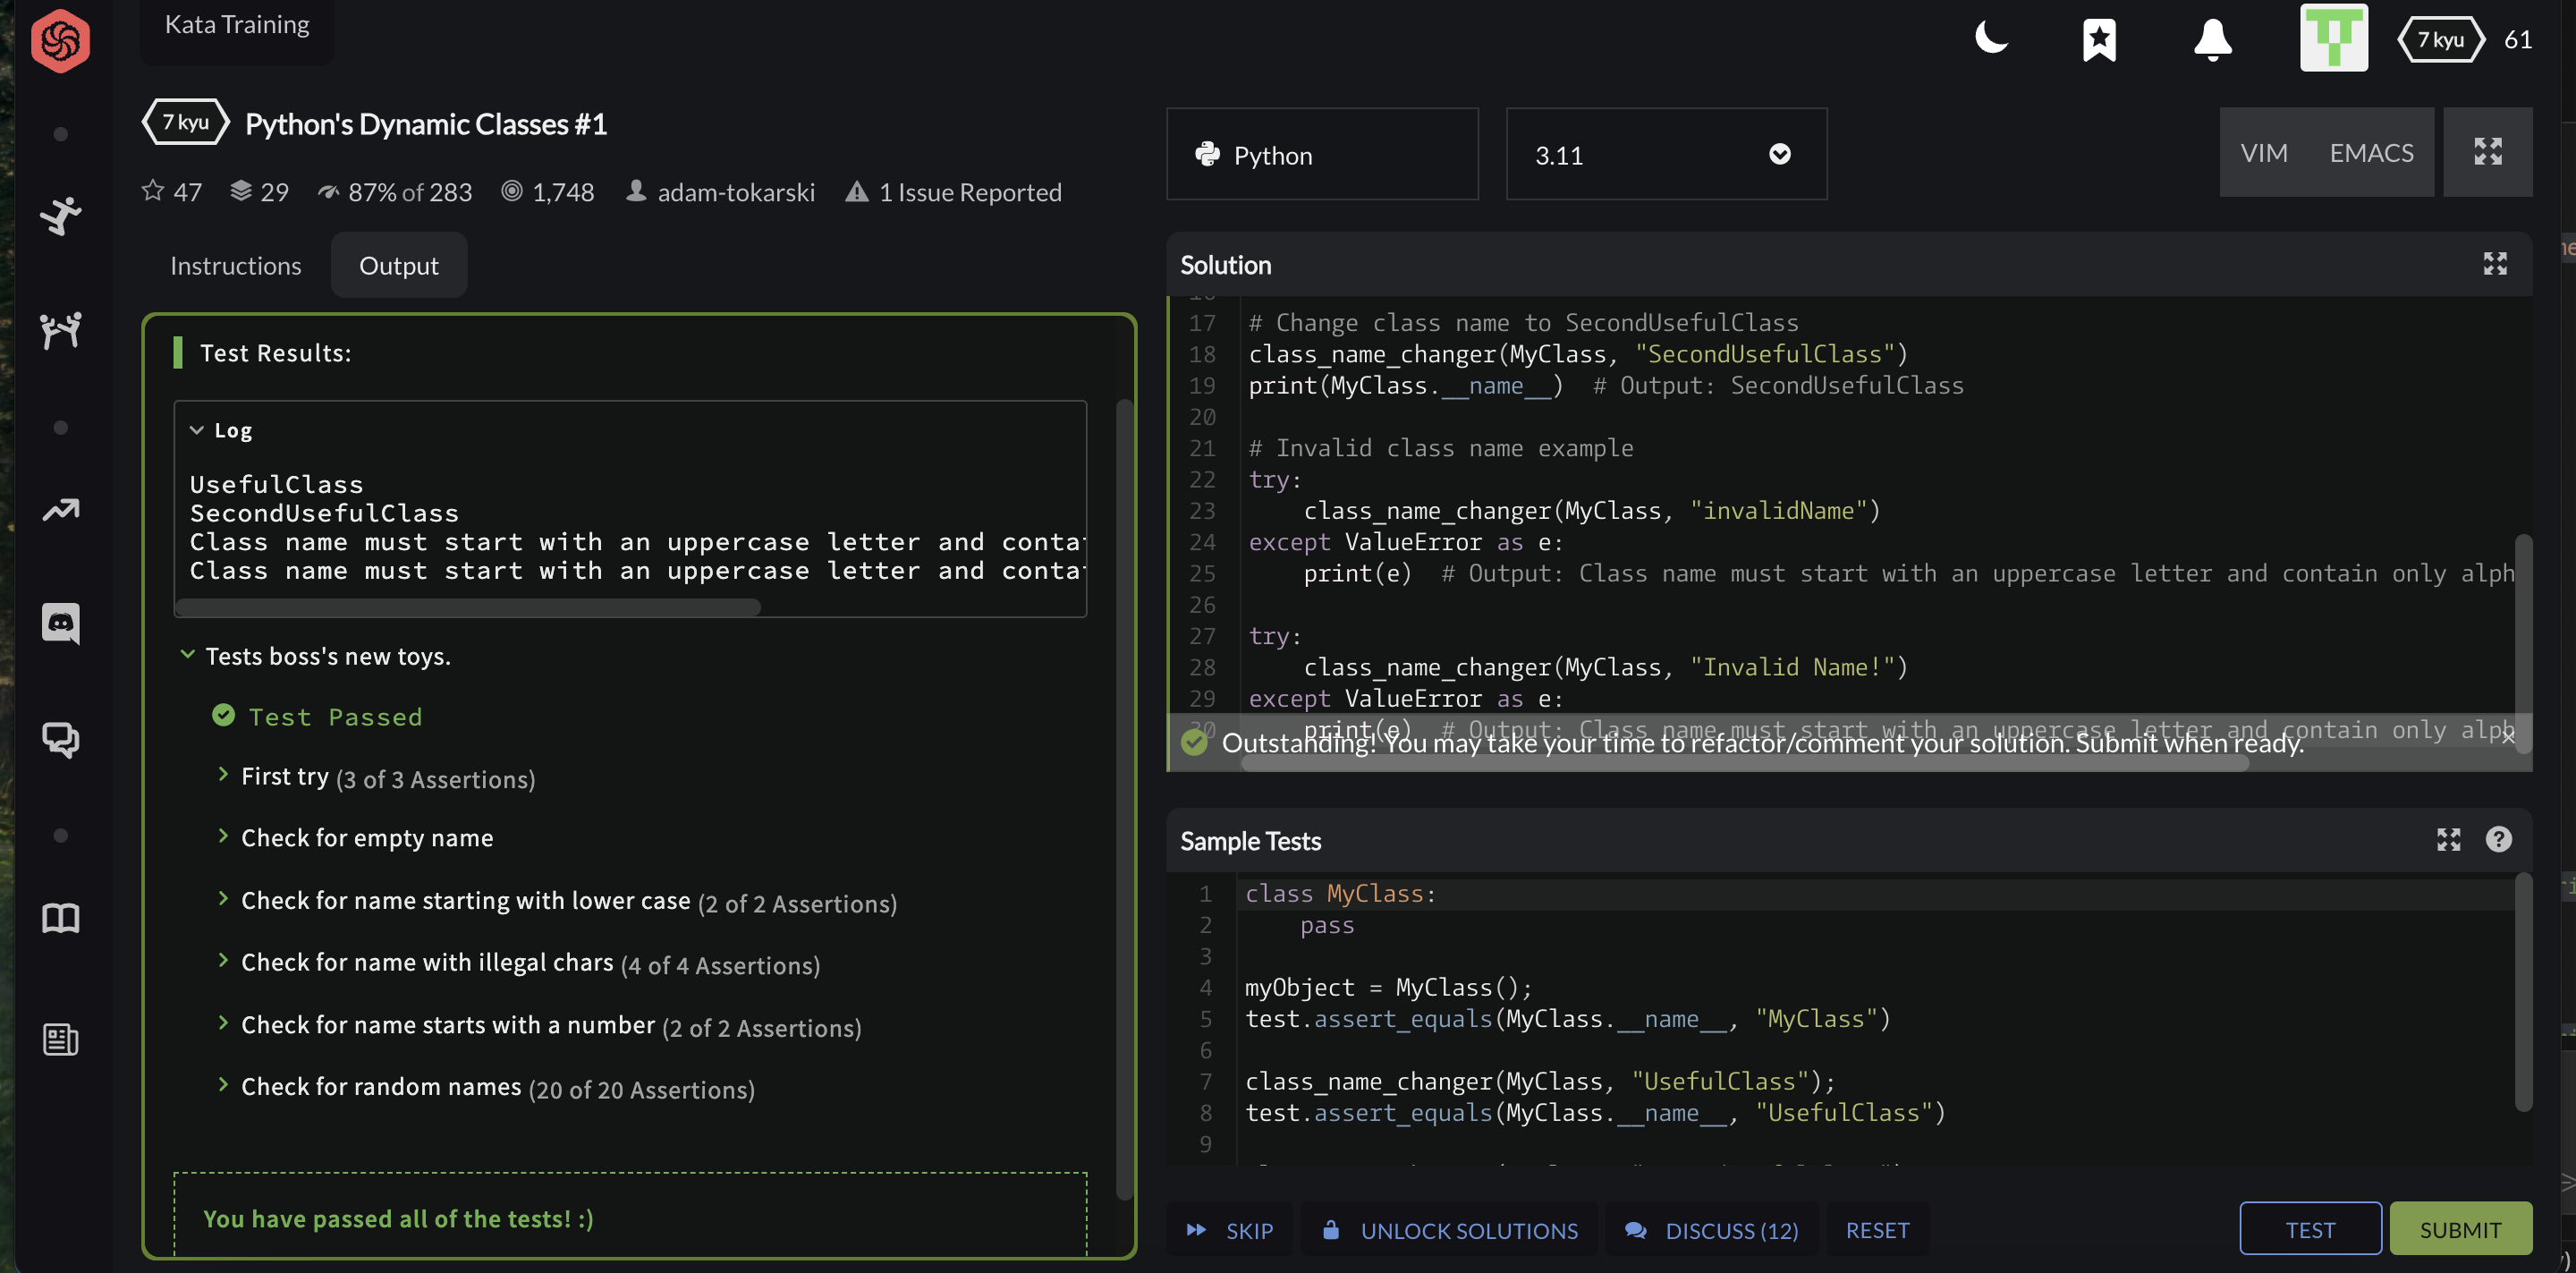 Kata Training
7 kyu
61
7 kyu
Python's Dynamic Classes #1
47
29
87% of 283
1,748
adam-tokarski
1 Issue Reported
Instructions
Output
Test Results:
Log
UsefulClass
SecondUsefulClass
Class name must start with an uppercase letter and
Class name must start with an uppercase letter and
Tests boss's new toys.
Test Passed
First try (3 of 3 Assertions)
Check for empty name
Check for name starting with lower case (2 of 2 Assertions)
Check for name with illegal chars (4 of 4 Assertions)
Check for name starts with a number (2 of 2 Assertions)
Check for random names (20 of 20 Assertions)
You have passed all of the tests! :)
Python
3.11
VIM
EMACS
Solution
17 # Change class name to SecondUsefulClass
18 class_name_changer(MyClass, "SecondUsefulClass")
19 print(MyClass.__name__)  # Output: SecondUsefulClass
20
21 # Invalid class name example
22 try:
23     class_name_changer(MyClass, "invalidName")
24 except ValueError as e:
25     print(e)  # Output: Class name must start with an uppercase letter and contain only alph
26
27 try:
28     class_name_changer(MyClass, "Invalid Name!")
29 except ValueError as e:
30     print(e)  # Output: Class name must start with an uppercase letter and contain only alph
Outstanding! You may take your time to refactor/comment your solution. Submit when ready.
Sample Tests
1 class MyClass:
2     pass
3
4 myObject = MyClass();
5 test.assert_equals(MyClass.__name__, "MyClass")
6
7 class_name_changer(MyClass, "UsefulClass");
8 test.assert_equals(MyClass.__name__, "UsefulClass")
9
SKIP
UNLOCK SOLUTIONS
DISCUSS (12)
RESET
TEST
SUBMIT